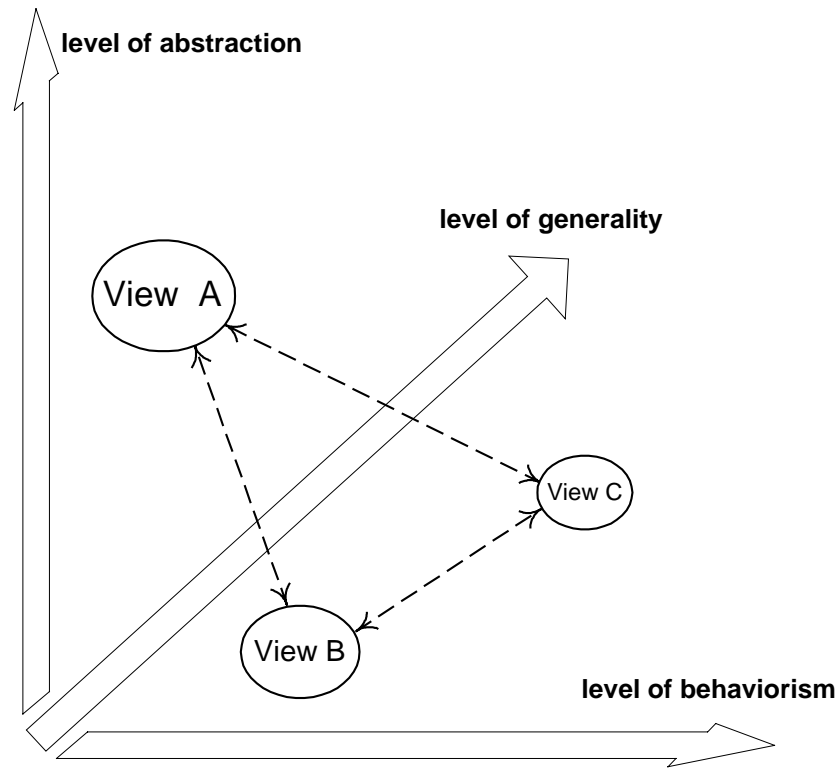 level of abstraction
level of generality
View A
View C
View B
level of behaviorism